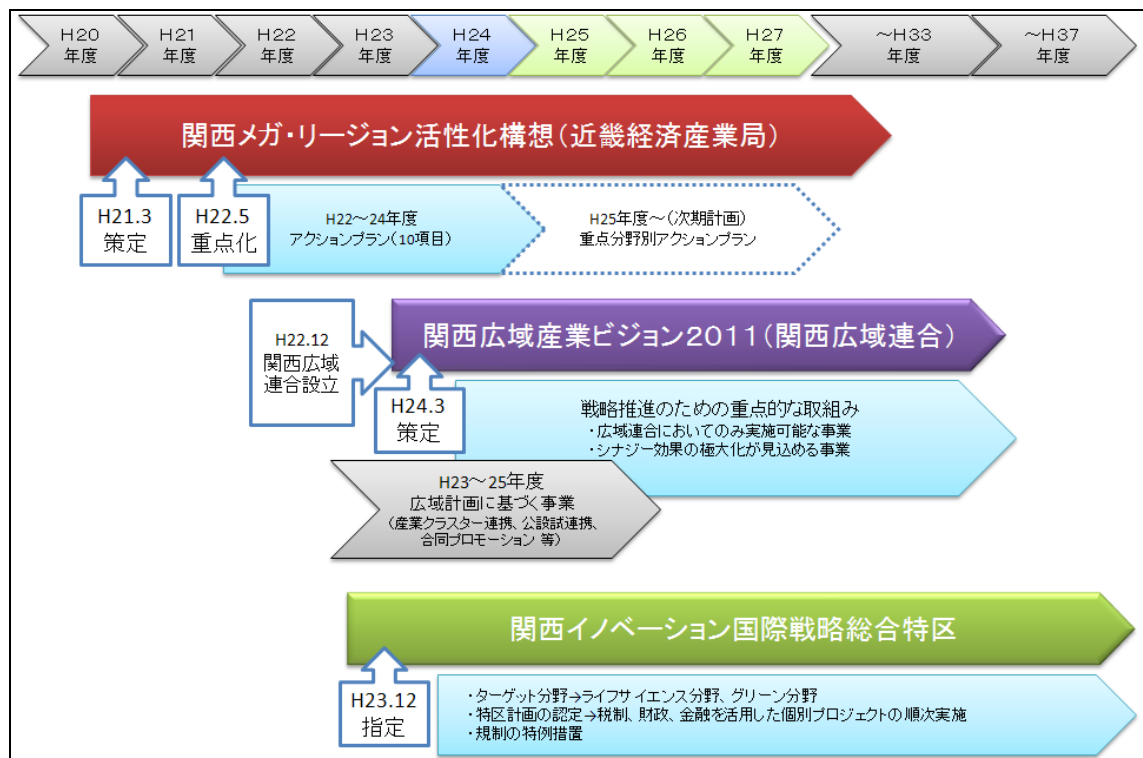 H20
年度
H21
年度
H22
年度
H23
年度
H24
年度
H25
年度
H26
年度
H27
年度
～H33
年度
～H37
年度
関西メガ・リージョン活性化構想(近畿経済産業局)
H21.3
策定
H22.5
重点化
H22～24年度
アクションプラン(10項目)
H25年度～(次期計画)
重点分野別アクションプラン
H22.12
関西広域
連合設立
関西広域産業ビジョン2011(関西広域連合)
H24.3
策定
戦略推進のための重点的な取組み
・広域連合においてのみ実施可能な事業
・シナジー効果の極大化が見込める事業
H23～25年度
広域計画に基づく事業
(産業クラスター連携、公設試連携、
合同プロモーション 等)
関西イノベーション国際戦略総合特区
H23.12
指定
・ターゲット分野→ライフサイエンス分野、グリーン分野
・特区計画の認定→税制、財政、金融を活用した個別プロジェクトの順次実施
・規制の特例措置